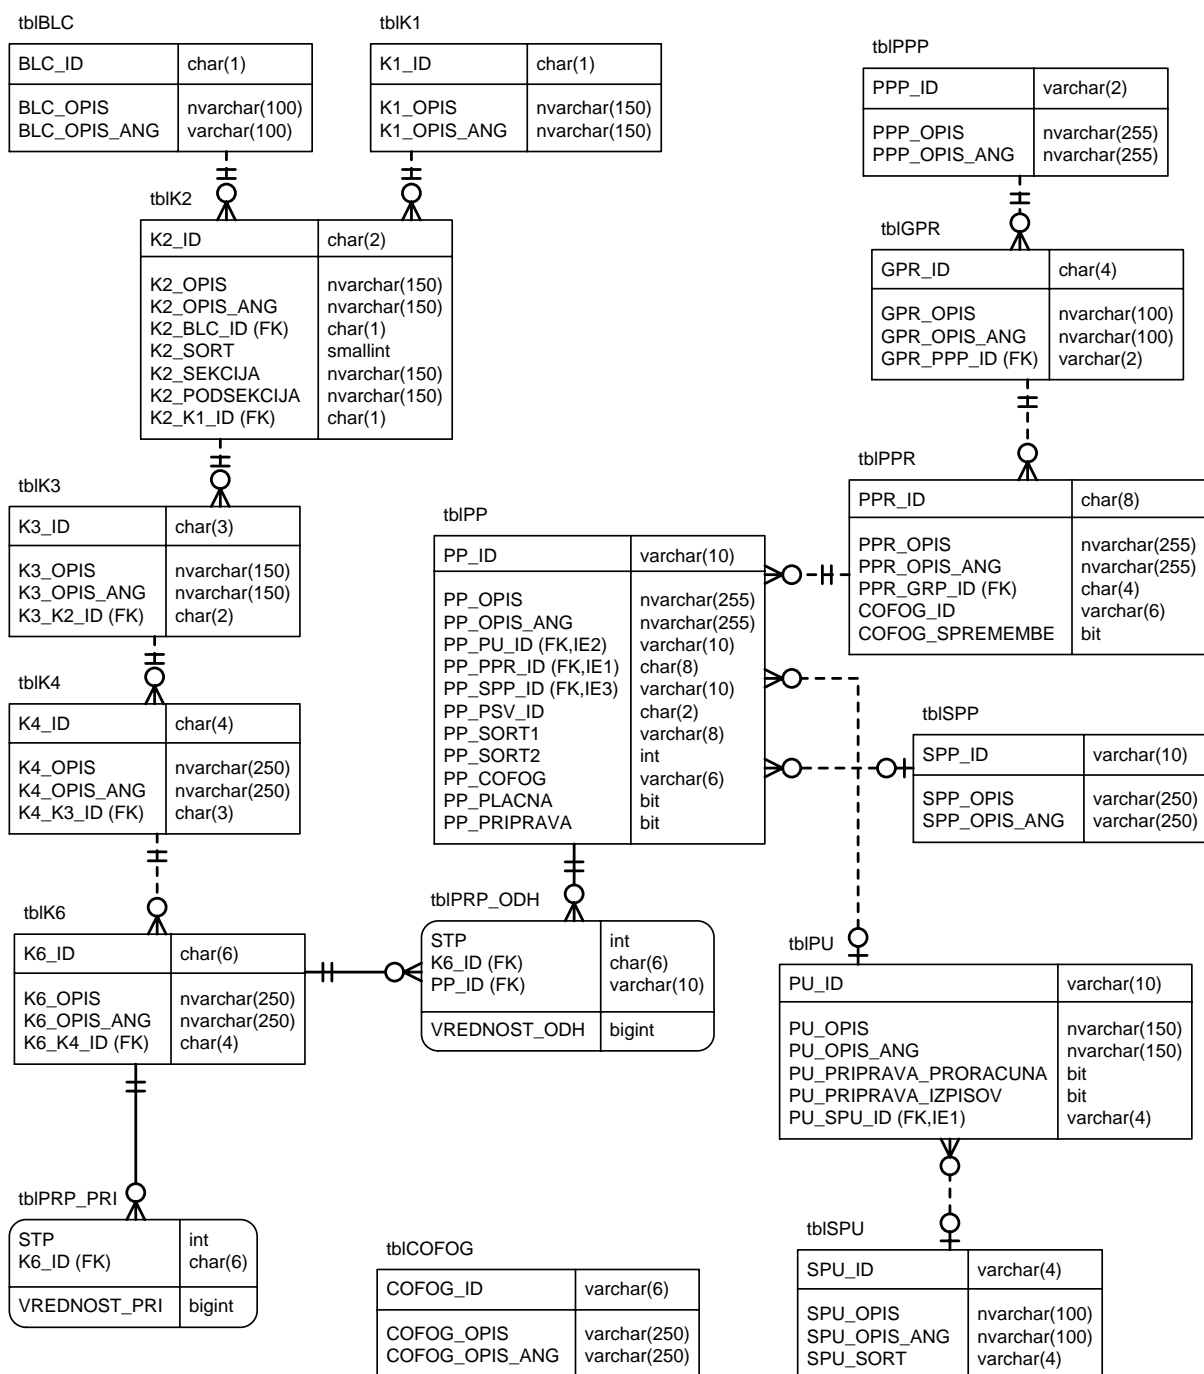 tblBLC
BLC_ID char(1)
BLC_OPIS nvarchar(100)
BLC_OPIS_ANG varchar(100)
tblK1
K1_ID char(1)
K1_OPIS nvarchar(150)
K1_OPIS_ANG nvarchar(150)
tblPPP
PPP_ID varchar(2)
PPP_OPIS nvarchar(255)
PPP_OPIS_ANG nvarchar(255)
tblK2
K2_ID char(2)
K2_OPIS nvarchar(150)
K2_OPIS_ANG nvarchar(150)
K2_BLC_ID (FK) char(1)
K2_SORT smallint
K2_SEKCIJA nvarchar(150)
K2_PODSEKCIJA nvarchar(150)
K2_K1_ID (FK) char(1)
tblGPR
GPR_ID char(4)
GPR_OPIS nvarchar(100)
GPR_OPIS_ANG nvarchar(100)
GPR_PPP_ID (FK) varchar(2)
tblK3
K3_ID char(3)
K3_OPIS nvarchar(150)
K3_OPIS_ANG nvarchar(150)
K3_K2_ID (FK) char(2)
tblPP
PP_ID varchar(10)
PP_OPIS nvarchar(255)
PP_OPIS_ANG nvarchar(255)
PP_PU_ID (FK,IE2) varchar(10)
PP_PPR_ID (FK,IE1) char(8)
PP_SPP_ID (FK,IE3) varchar(10)
PP_PSV_ID char(2)
PP_SORT1 varchar(8)
PP_SORT2 int
PP_COFOG varchar(6)
PP_PLACNA bit
PP_PRIPRAVA bit
tblPPR
PPR_ID char(8)
PPR_OPIS nvarchar(255)
PPR_OPIS_ANG nvarchar(255)
PPR_GRP_ID (FK) char(4)
COFOG_ID varchar(6)
COFOG_SPREMEMBE bit
tblK4
K4_ID char(4)
K4_OPIS nvarchar(250)
K4_OPIS_ANG nvarchar(250)
K4_K3_ID (FK) char(3)
tblSPP
SPP_ID varchar(10)
SPP_OPIS varchar(250)
SPP_OPIS_ANG varchar(250)
tblK6
K6_ID char(6)
K6_OPIS nvarchar(250)
K6_OPIS_ANG nvarchar(250)
K6_K4_ID (FK) char(4)
tblPRP_ODH
STP int
K6_ID (FK) char(6)
PP_ID (FK) varchar(10)
VREDNOST_ODH bigint
tblPU
PU_ID varchar(10)
PU_OPIS nvarchar(150)
PU_OPIS_ANG nvarchar(150)
PU_PRIPRAVA_PRORACUNA bit
PU_PRIPRAVA_IZPISOV bit
PU_SPU_ID (FK,IE1) varchar(4)
tblPRP_PRI
STP int
K6_ID (FK) char(6)
VREDNOST_PRI bigint
tblCOFOG
COFOG_ID varchar(6)
COFOG_OPIS varchar(250)
COFOG_OPIS_ANG varchar(250)
tblSPU
SPU_ID varchar(4)
SPU_OPIS nvarchar(100)
SPU_OPIS_ANG nvarchar(100)
SPU_SORT varchar(4)